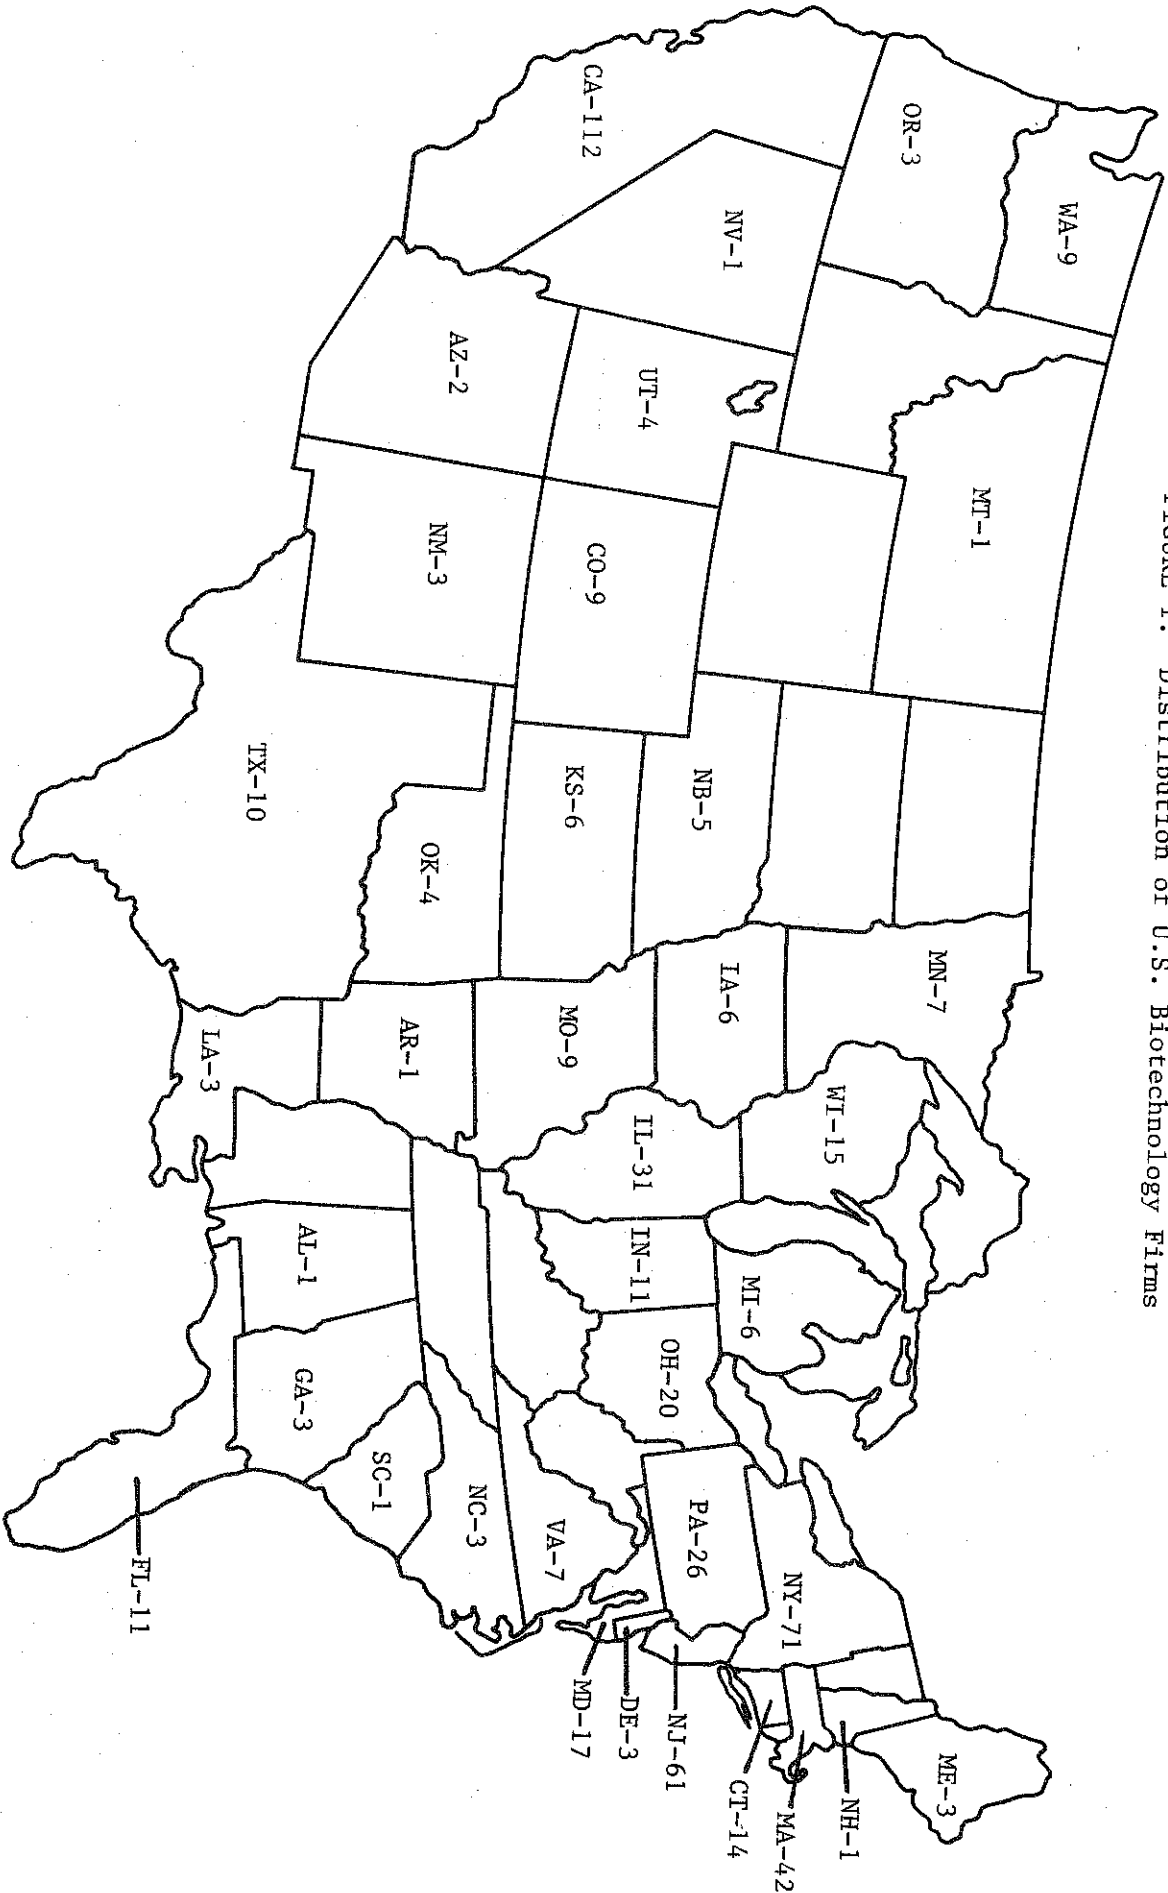 FIGURE 1. Distribution of U.S. Biotechnology Firms
WA-9
OR-3
MT-1
MN-7
ME-3
NV-1
UT-4
NB-5
IA-6
WI-15
MI-6
NY-71
NH-1
MA-42
CT-14
CA-112
CO-9
KS-6
MO-9
IL-31
IN-11
OH-20
PA-26
NJ-61
DE-3
MD-17
AZ-2
NM-3
OK-4
AR-1
VA-7
NC-3
SC-1
TX-10
LA-3
AL-1
GA-3
FL-11